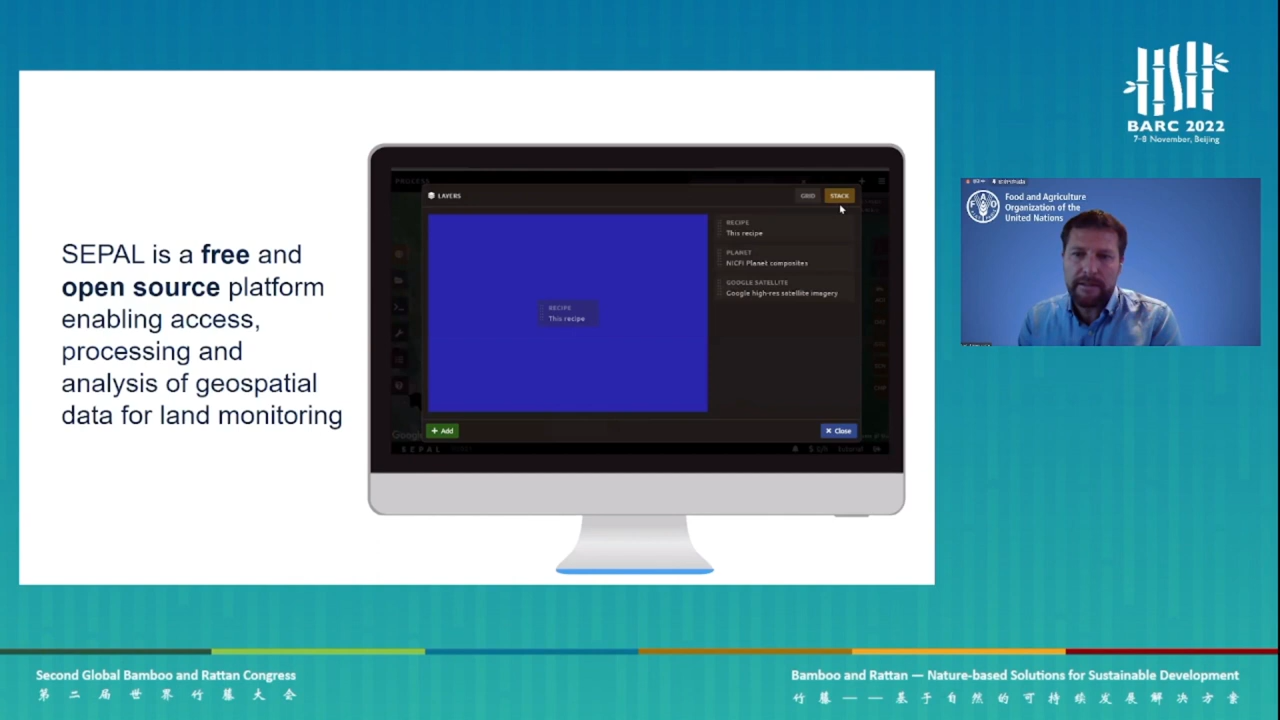 BARC 2022
7-8 November, Beijing
Food and Agriculture
Organization of the
United Nations
SEPAL is a free and
open source platform
enabling access,
processing and
analysis of geospatial
data for land monitoring
LAYERS
GRID
STACK
RECIPE
This recipe
RECIPE
This recipe
PLANET
NICFI Planet composites
GOOGLE SATELLITE
Google high-res satellite imagery
+ Add
× Close
Google
SEPAL
Second Global Bamboo and Rattan Congress
第二届世界竹藤大会
Bamboo and Rattan — Nature-based Solutions for Sustainable Development
竹藤——基于自然的可持续发展解决方案